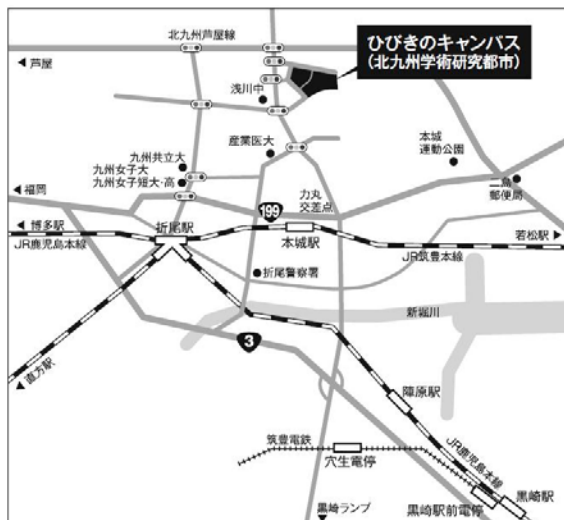 北九州芦屋線
ひびきのキャンパス
（北九州学術研究都市）
◀芦屋
浅川中
産業医大
本城
運動公園
九州共立大
九州女子大
九州女子短大・高
二島
郵便局
◀福岡
力丸
交差点
199
◀博多駅
折尾駅
本城駅
若松駅▶
JR鹿児島本線
JR筑豊本線
折尾警察署
新堀川
3
◀直方駅
陣原駅
筑豊電鉄
穴生電停
JR鹿児島本線
黒崎駅
黒崎駅前電停
黒崎ランプ